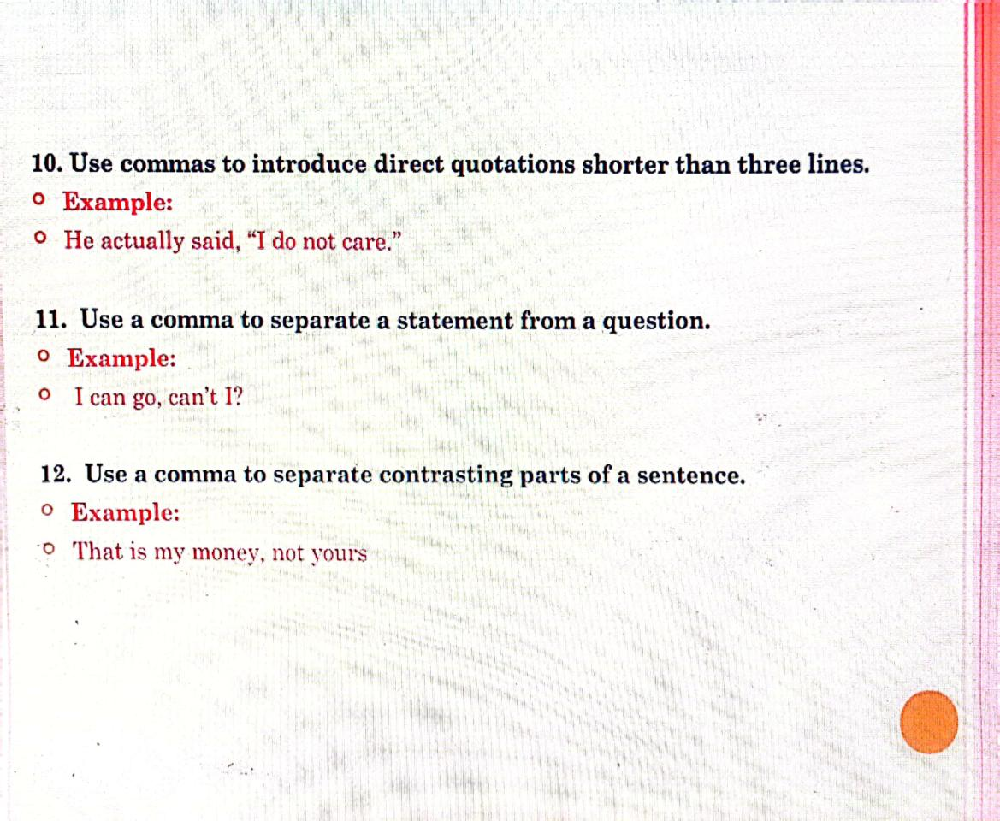 10. Use commas to introduce direct quotations shorter than three lines.
Example:
He actually said, “I do not care.”
11. Use a comma to separate a statement from a question.
Example:
I can go, can’t I?
12. Use a comma to separate contrasting parts of a sentence.
Example:
That is my money, not yours